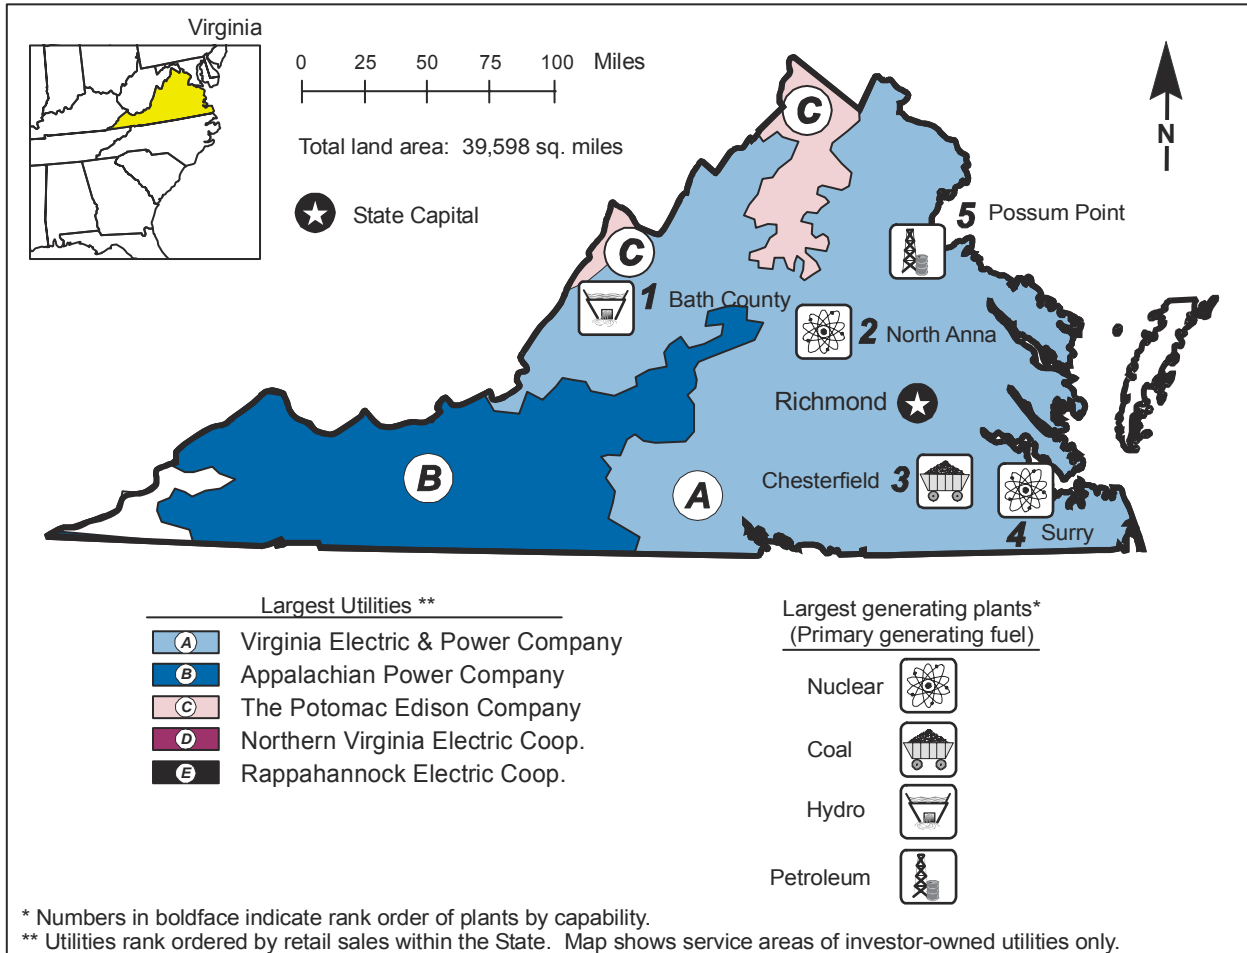 Virginia
0 25 50 75 100 Miles
Total land area: 39,598 sq. miles
State Capital
N
C
5 Possum Point
C
1 Bath County
2 North Anna
Richmond
B
A
Chesterfield 3
4 Surry
Largest Utilities **
A Virginia Electric & Power Company
B Appalachian Power Company
C The Potomac Edison Company
D Northern Virginia Electric Coop.
E Rappahannock Electric Coop.
Largest generating plants*
(Primary generating fuel)
Nuclear
Coal
Hydro
Petroleum
* Numbers in boldface indicate rank order of plants by capability.
** Utilities rank ordered by retail sales within the State. Map shows service areas of investor-owned utilities only.